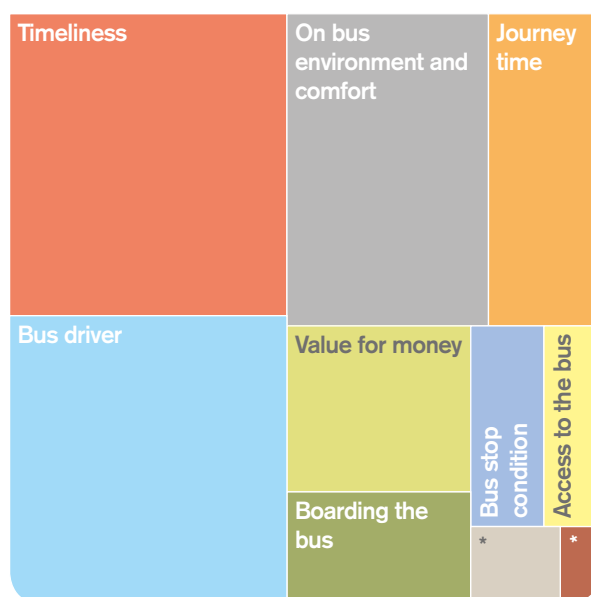 Timeliness
On bus
environment and
comfort
Journey
time
Bus driver
Value for money
Bus stop
condition
Access to the bus
Boarding the
bus
*
*